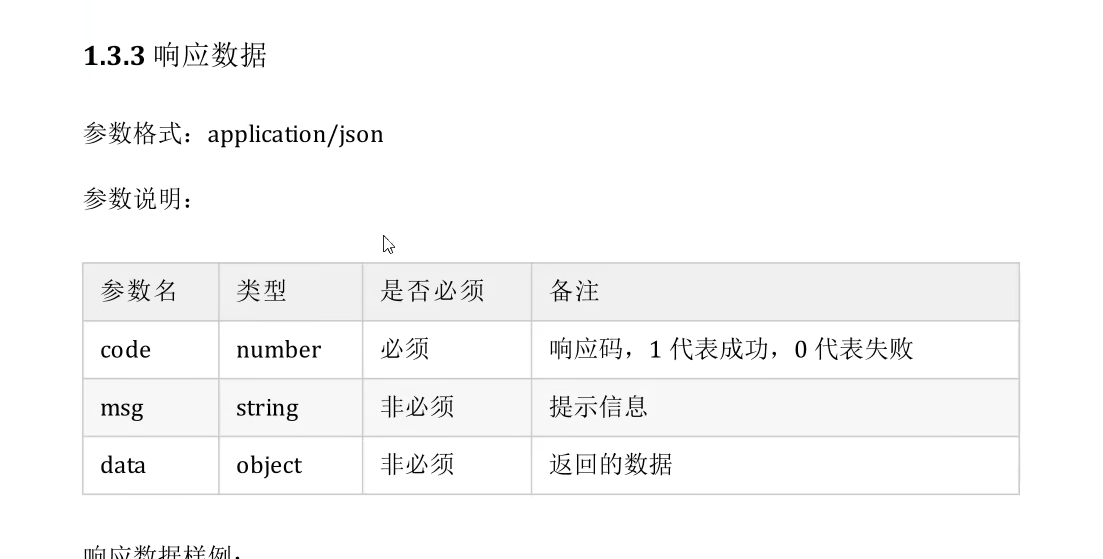 1.3.3 响应数据
参数格式：application/json
参数说明：
参数名 类型 是否必须 备注
code number 必须 响应码，1 代表成功，0 代表失败
msg string 非必须 提示信息
data object 非必须 返回的数据
响应数据样例：